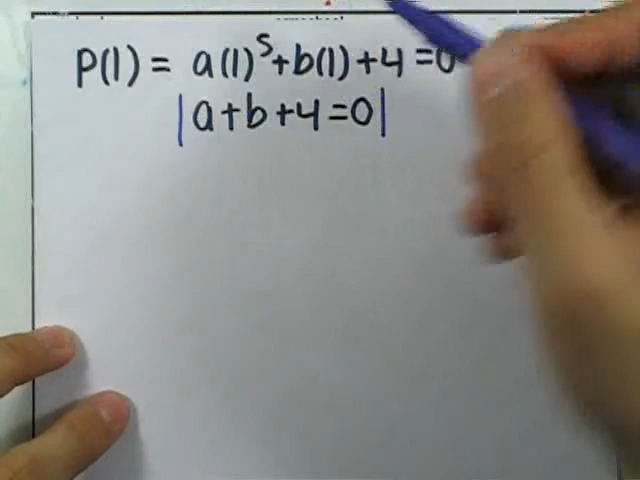 P(1) = a(1)⁵+b(1)+4=0
|a+b+4=0|